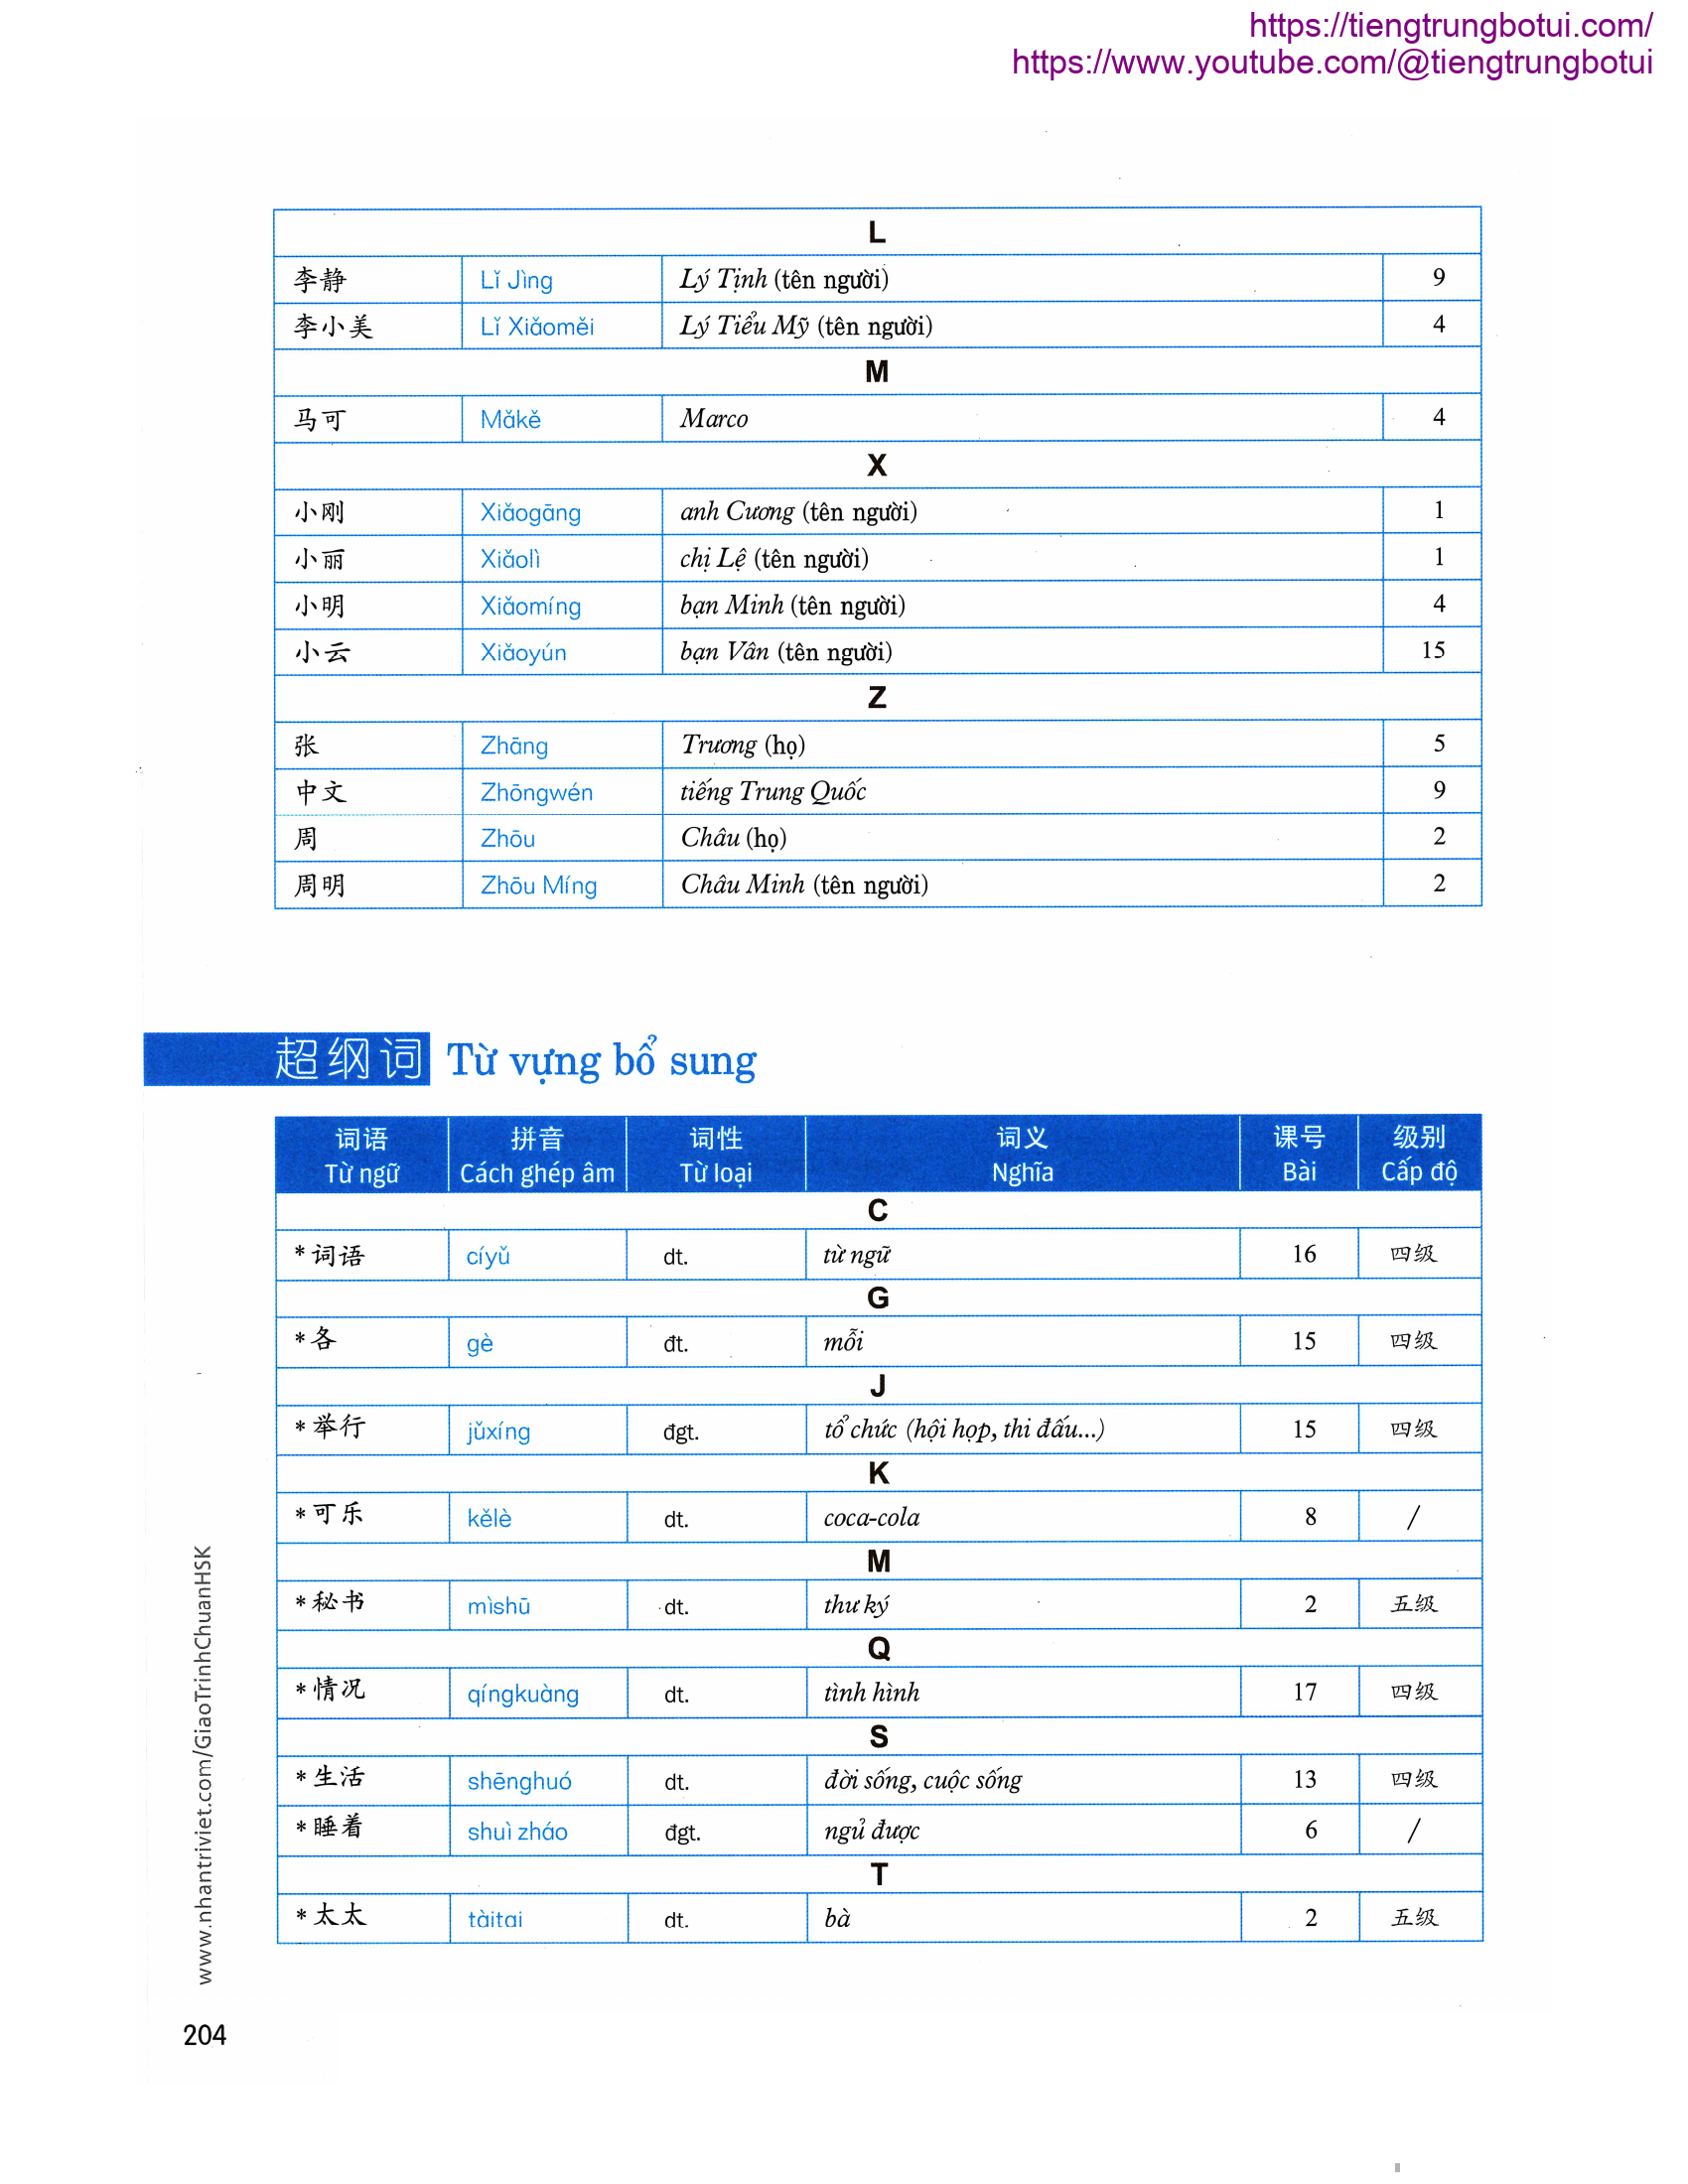 https://tiengtrungbotui.com/
https://www.youtube.com/@tiengtrungbotui
L
李静 Lǐ Jìng Lý Tịnh (tên người) 9
李小美 Lǐ Xiǎoměi Lý Tiểu Mỹ (tên người) 4
M
马可 Mǎkě Marco 4
X
小刚 Xiǎogāng anh Cương (tên người) 1
小丽 Xiǎolì chị Lệ (tên người) 1
小明 Xiǎomíng bạn Minh (tên người) 4
小云 Xiǎoyún bạn Vân (tên người) 15
Z
张 Zhāng Trương (họ) 5
中文 Zhōngwén tiếng Trung Quốc 9
周 Zhōu Châu (họ) 2
周明 Zhōu Míng Châu Minh (tên người) 2
超纲词 Từ vựng bổ sung
词语 拼音 词性 词义 课号 级别
Từ ngữ Cách ghép âm Từ loại Nghĩa Bài Cấp độ
C
*词语 cíyǔ dt. từ ngữ 16 四级
G
*各 gè đt. mỗi 15 四级
J
*举行 jǔxíng đgt. tổ chức (hội họp, thi đấu...) 15 四级
K
*可乐 kělè dt. coca-cola 8 /
M
*秘书 mìshū dt. thư ký 2 五级
Q
*情况 qíngkuàng dt. tình hình 17 四级
S
*生活 shēnghuó dt. đời sống, cuộc sống 13 四级
*睡着 shuì zháo đgt. ngủ được 6 /
T
*太太 tàitai dt. bà 2 五级
www.nhantriviet.com/GiaoTrinhChuanHSK
204